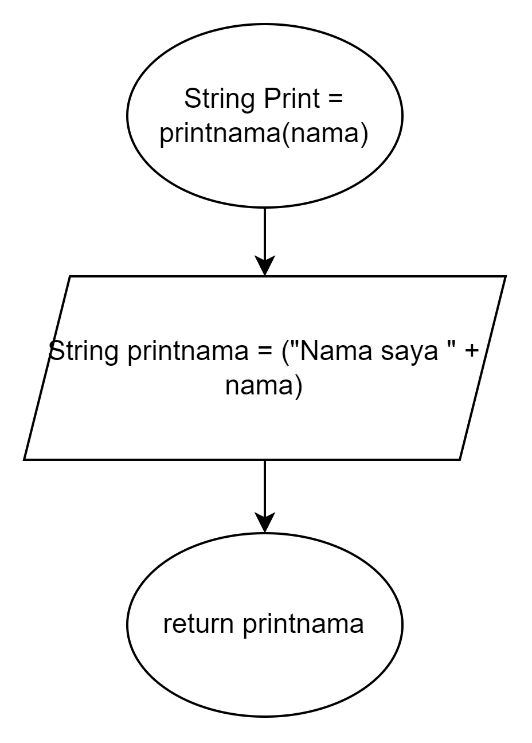 String Print =
printnama(nama)
String printnama = ("Nama saya " +
nama)
return printnama